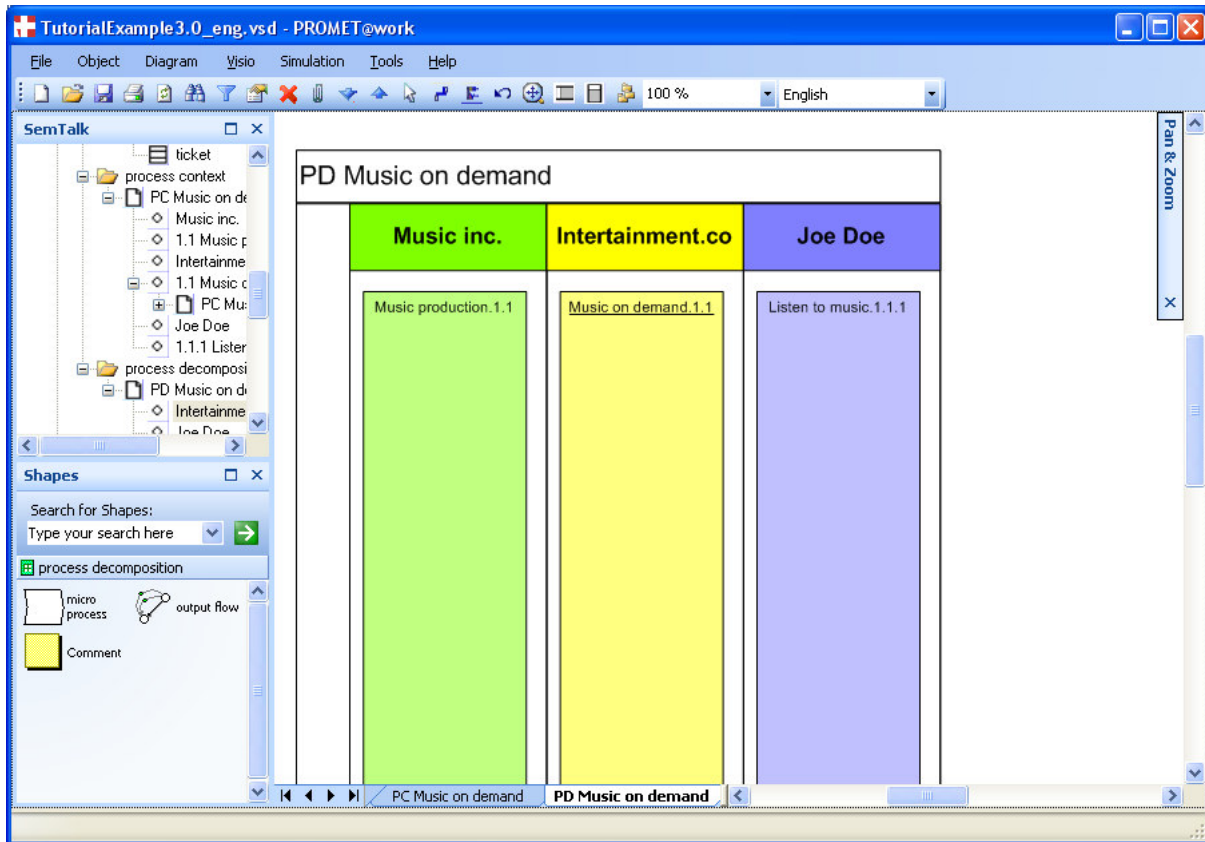 TutorialExample3.0_eng.vsd - PROMET@work
File Object Diagram Visio Simulation Tools Help
100 % English
SemTalk
ticket
process context
PC Music on de
Music inc.
1.1 Music p
Intertainme
1.1 Music c
PC Mu
Joe Doe
1.1.1 Lister
process decomposi
PD Music on d
Intertainme
Joe Doe
Shapes
Search for Shapes:
Type your search here
process decomposition
micro process
output flow
Comment
PD Music on demand
Music inc. Intertainment.co Joe Doe
Music production.1.1 Music on demand.1.1 Listen to music.1.1.1
Pan & Zoom
PC Music on demand PD Music on demand